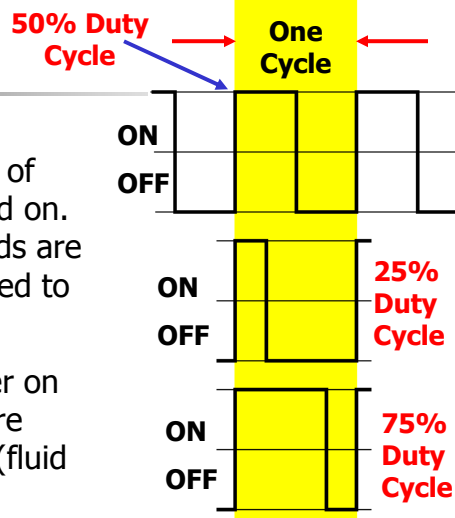 50% Duty
Cycle
One
Cycle
ON
OFF
of
d on.
ds are
ed to
er on
re
(fluid
ON
OFF
25%
Duty
Cycle
ON
OFF
75%
Duty
Cycle